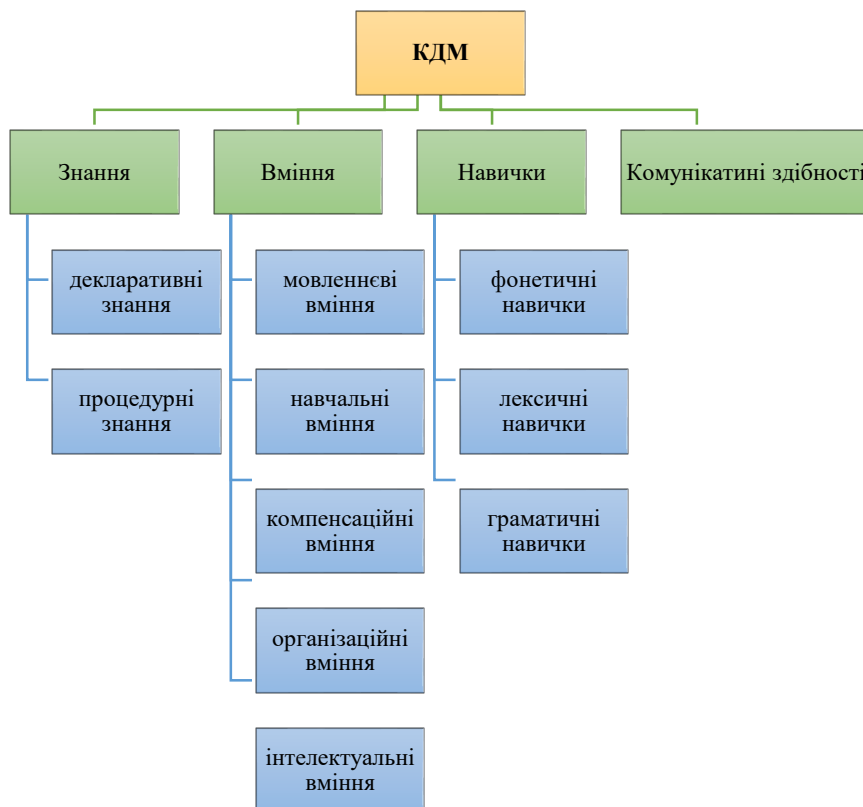 КДМ
Знання
Вміння
Навички
Комунікатині здібності
декларативні
знання
процедурні
знання
мовленнєві
вміння
навчальні
вміння
компенсаційні
вміння
організаційні
вміння
інтелектуальні
вміння
фонетичні
навички
лексичні
навички
граматичні
навички